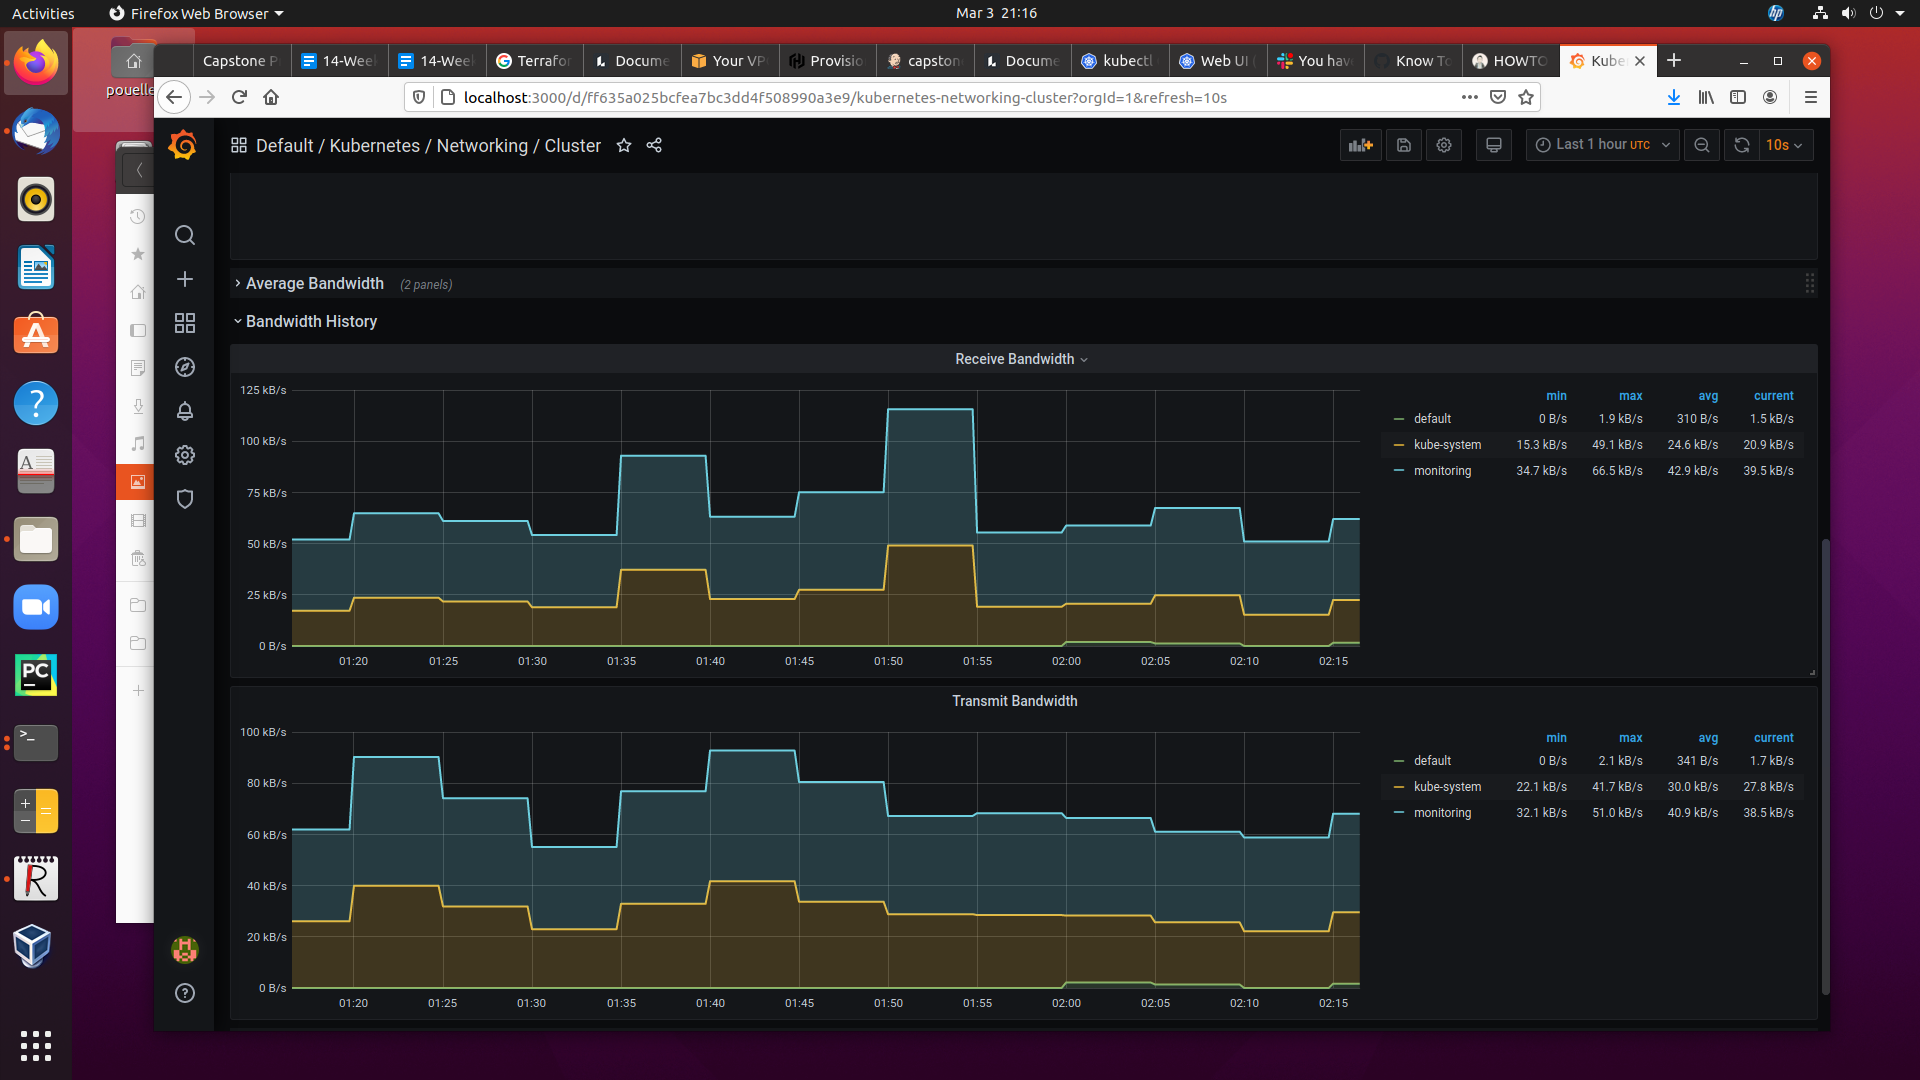 Activities
Firefox Web Browser
Mar 3 21:16
hp
pouelle
Capstone P
14-Week
14-Week
Terrafor
Docume
Your VP
Provisio
capston
Docume
kubectl
Web UI (
You hav
Know To
HOWTO
Kube
localhost:3000/d/ff635a025bcfea7bc3dd4f508990a3e9/kubernetes-networking-cluster?orgId=1&refresh=10s
Default / Kubernetes / Networking / Cluster
Last 1 hour UTC
10s
Average Bandwidth (2 panels)
Bandwidth History
Receive Bandwidth
125 kB/s
100 kB/s
75 kB/s
50 kB/s
25 kB/s
0 B/s
01:20 01:25 01:30 01:35 01:40 01:45 01:50 01:55 02:00 02:05 02:10 02:15
min max avg current
default 0 B/s 1.9 kB/s 310 B/s 1.5 kB/s
kube-system 15.3 kB/s 49.1 kB/s 24.6 kB/s 20.9 kB/s
monitoring 34.7 kB/s 66.5 kB/s 42.9 kB/s 39.5 kB/s
Transmit Bandwidth
100 kB/s
80 kB/s
60 kB/s
40 kB/s
20 kB/s
0 B/s
01:20 01:25 01:30 01:35 01:40 01:45 01:50 01:55 02:00 02:05 02:10 02:15
min max avg current
default 0 B/s 2.1 kB/s 341 B/s 1.7 kB/s
kube-system 22.1 kB/s 41.7 kB/s 30.0 kB/s 27.8 kB/s
monitoring 32.1 kB/s 51.0 kB/s 40.9 kB/s 38.5 kB/s
A
PC
R